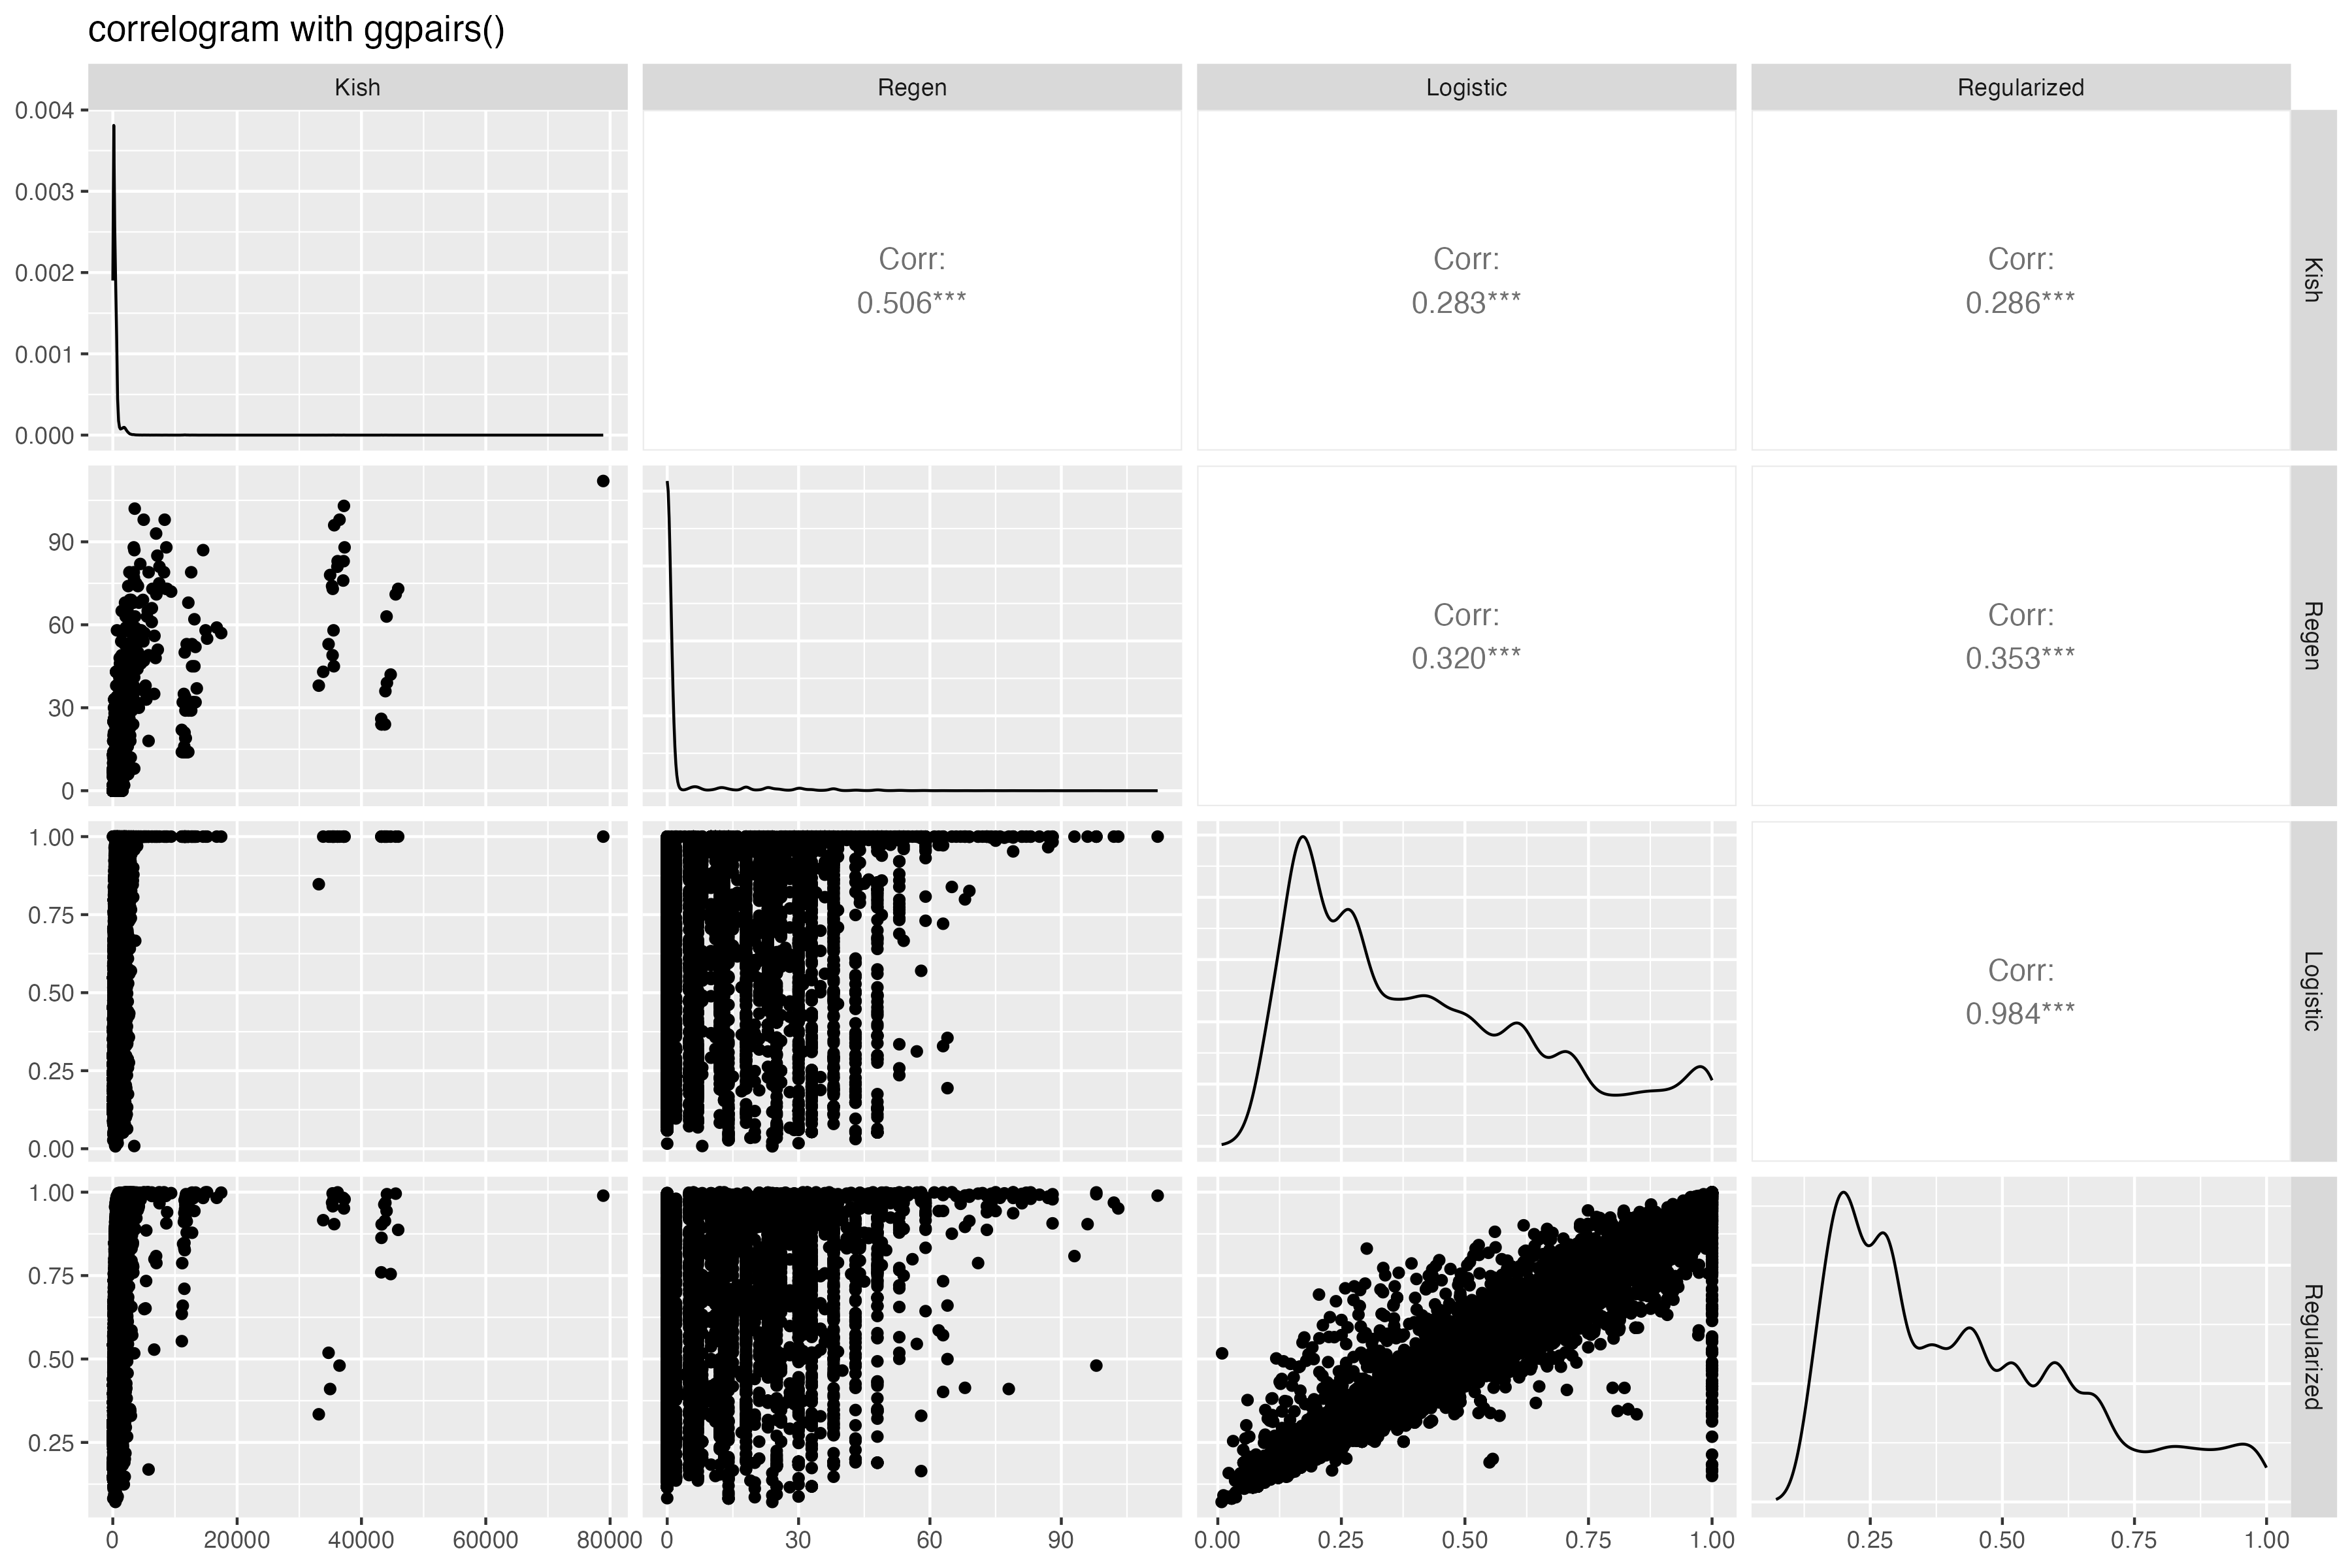 correlogram with ggpairs()
Kish
Regen
Logistic
Regularized
0.004
0.003
0.002
0.001
0.000
Corr:
0.506***
Corr:
0.283***
Corr:
0.286***
Kish
90
60
30
0
Corr:
0.320***
Corr:
0.353***
Regen
1.00
0.75
0.50
0.25
0.00
Corr:
0.984***
Logistic
1.00
0.75
0.50
0.25
Regularized
0
20000
40000
60000
80000
0
30
60
90
0.00
0.25
0.50
0.75
1.00
0.25
0.50
0.75
1.00